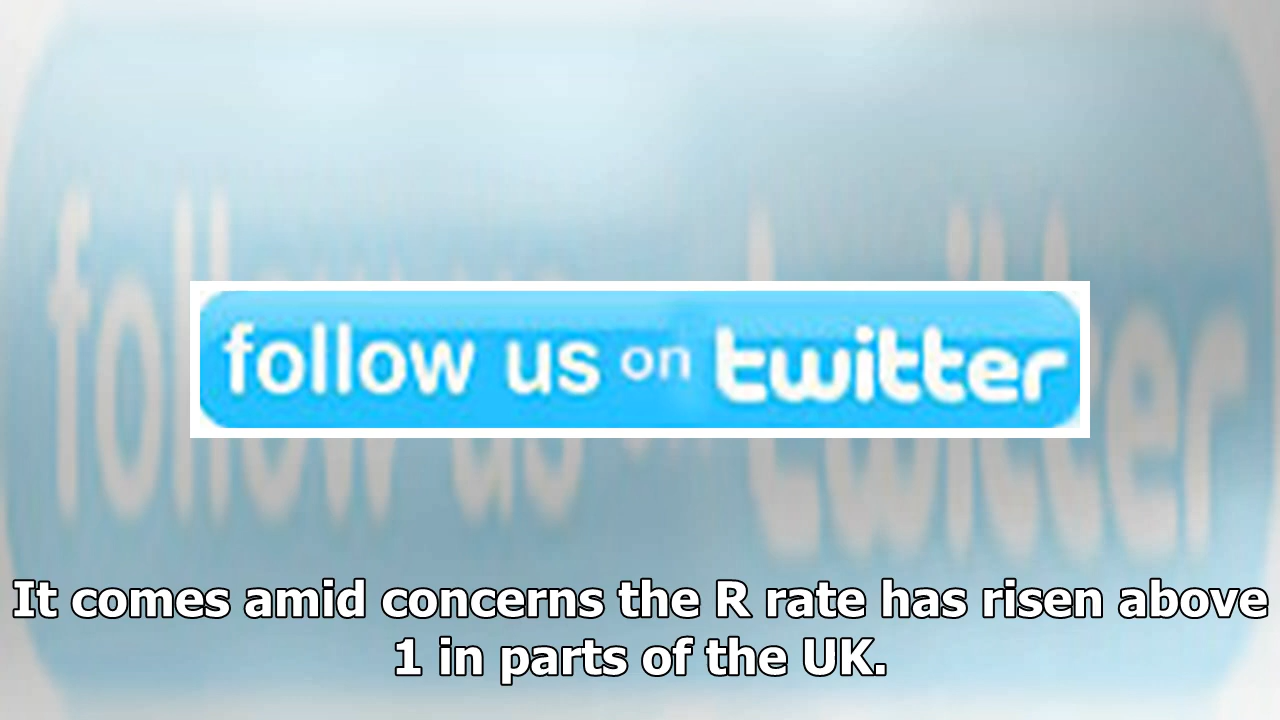 follow us on twitter
It comes amid concerns the R rate has risen above
1 in parts of the UK.